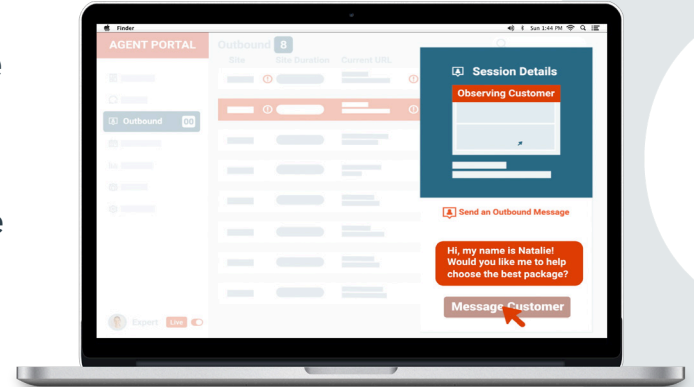 e
e
Finder
Sun 1:44 PM
AGENT PORTAL
Outbound 8
Site Site Duration Current URL
Outbound 00
Expert Live
Session Details
Observing Customer
Send an Outbound Message
Hi, my name is Natalie!
Would you like me to help
choose the best package?
Message Customer